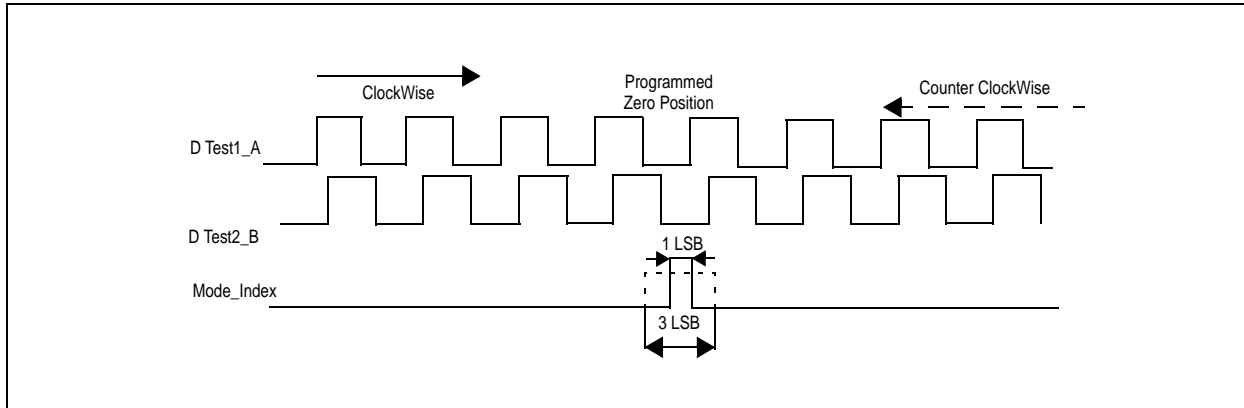 ClockWise
Programmed
Zero Position
Counter ClockWise
D Test1_A
D Test2_B
1 LSB
Mode_Index
3 LSB